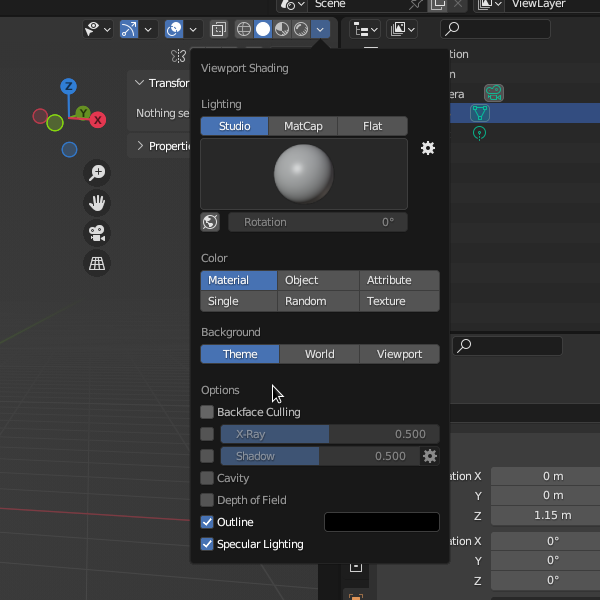 Scene
ViewLayer
Viewport Shading
Lighting
Studio MatCap Flat
Rotation 0°
Color
Material Object Attribute
Single Random Texture
Background
Theme World Viewport
Options
Backface Culling
X-Ray 0.500
Shadow 0.500
Cavity
Depth of Field
Outline
Specular Lighting
Z
Y
X
Transfor
Nothing se
Properti
tion
n
era
ation X 0 m
Y 0 m
Z 1.15 m
ation X 0°
Y 0°
Z 0°